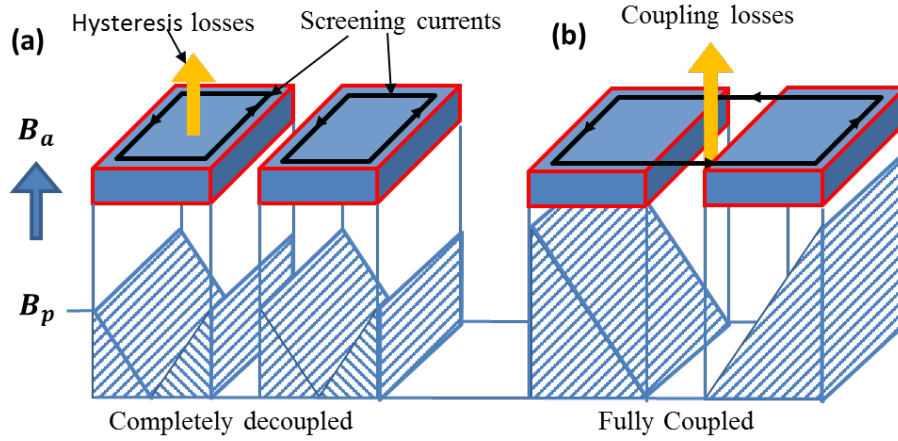 (a)
Hysteresis losses
Screening currents
(b)
Coupling losses
B_a
B_p
Completely decoupled
Fully Coupled